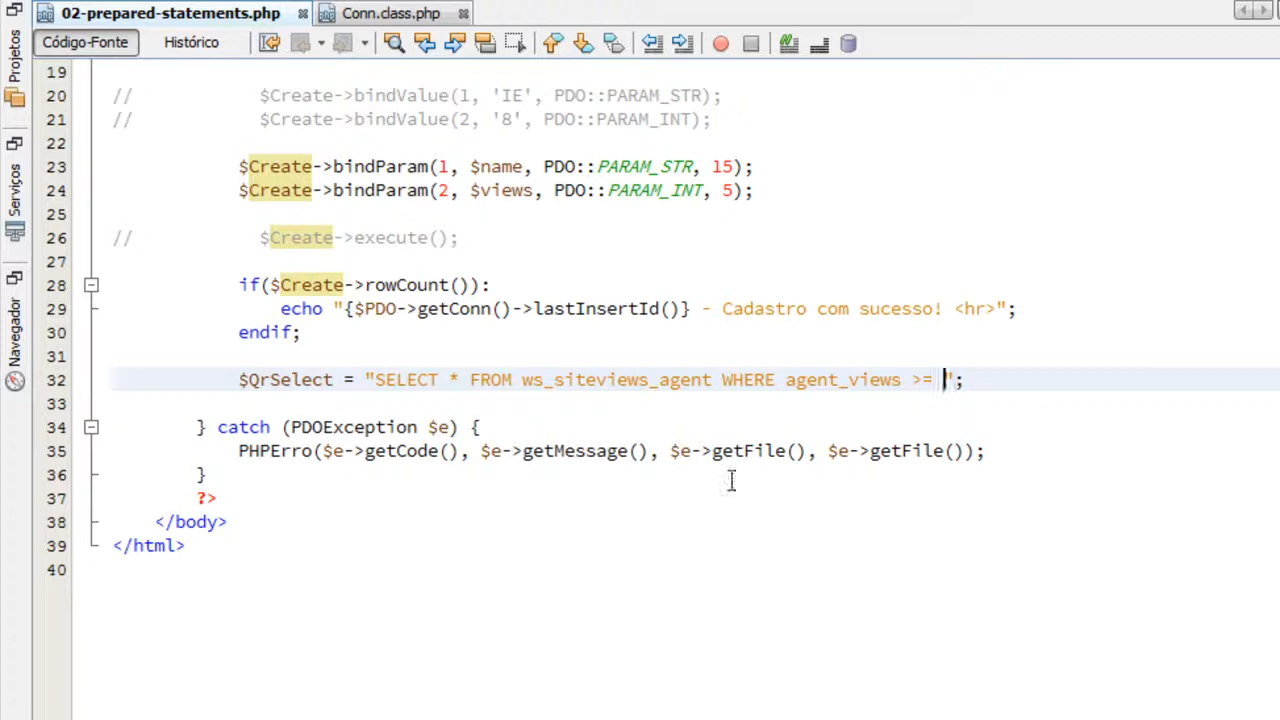 02-prepared-statements.php Conn.class.php
Código-Fonte Histórico
Projetos
Serviços
Navegador
19
20 // $Create->bindValue(1, 'IE', PDO::PARAM_STR);
21 // $Create->bindValue(2, '8', PDO::PARAM_INT);
22
23 $Create->bindParam(1, $name, PDO::PARAM_STR, 15);
24 $Create->bindParam(2, $views, PDO::PARAM_INT, 5);
25
26 // $Create->execute();
27
28 if($Create->rowCount()):
29 echo "{$PDO->getConn()->lastInsertId()} - Cadastro com sucesso! <hr>";
30 endif;
31
32 $QrSelect = "SELECT * FROM ws_siteviews_agent WHERE agent_views >= ";
33
34 } catch (PDOException $e) {
35 PHPErro($e->getCode(), $e->getMessage(), $e->getFile(), $e->getFile());
36 }
37 ?>
38 </body>
39 </html>
40